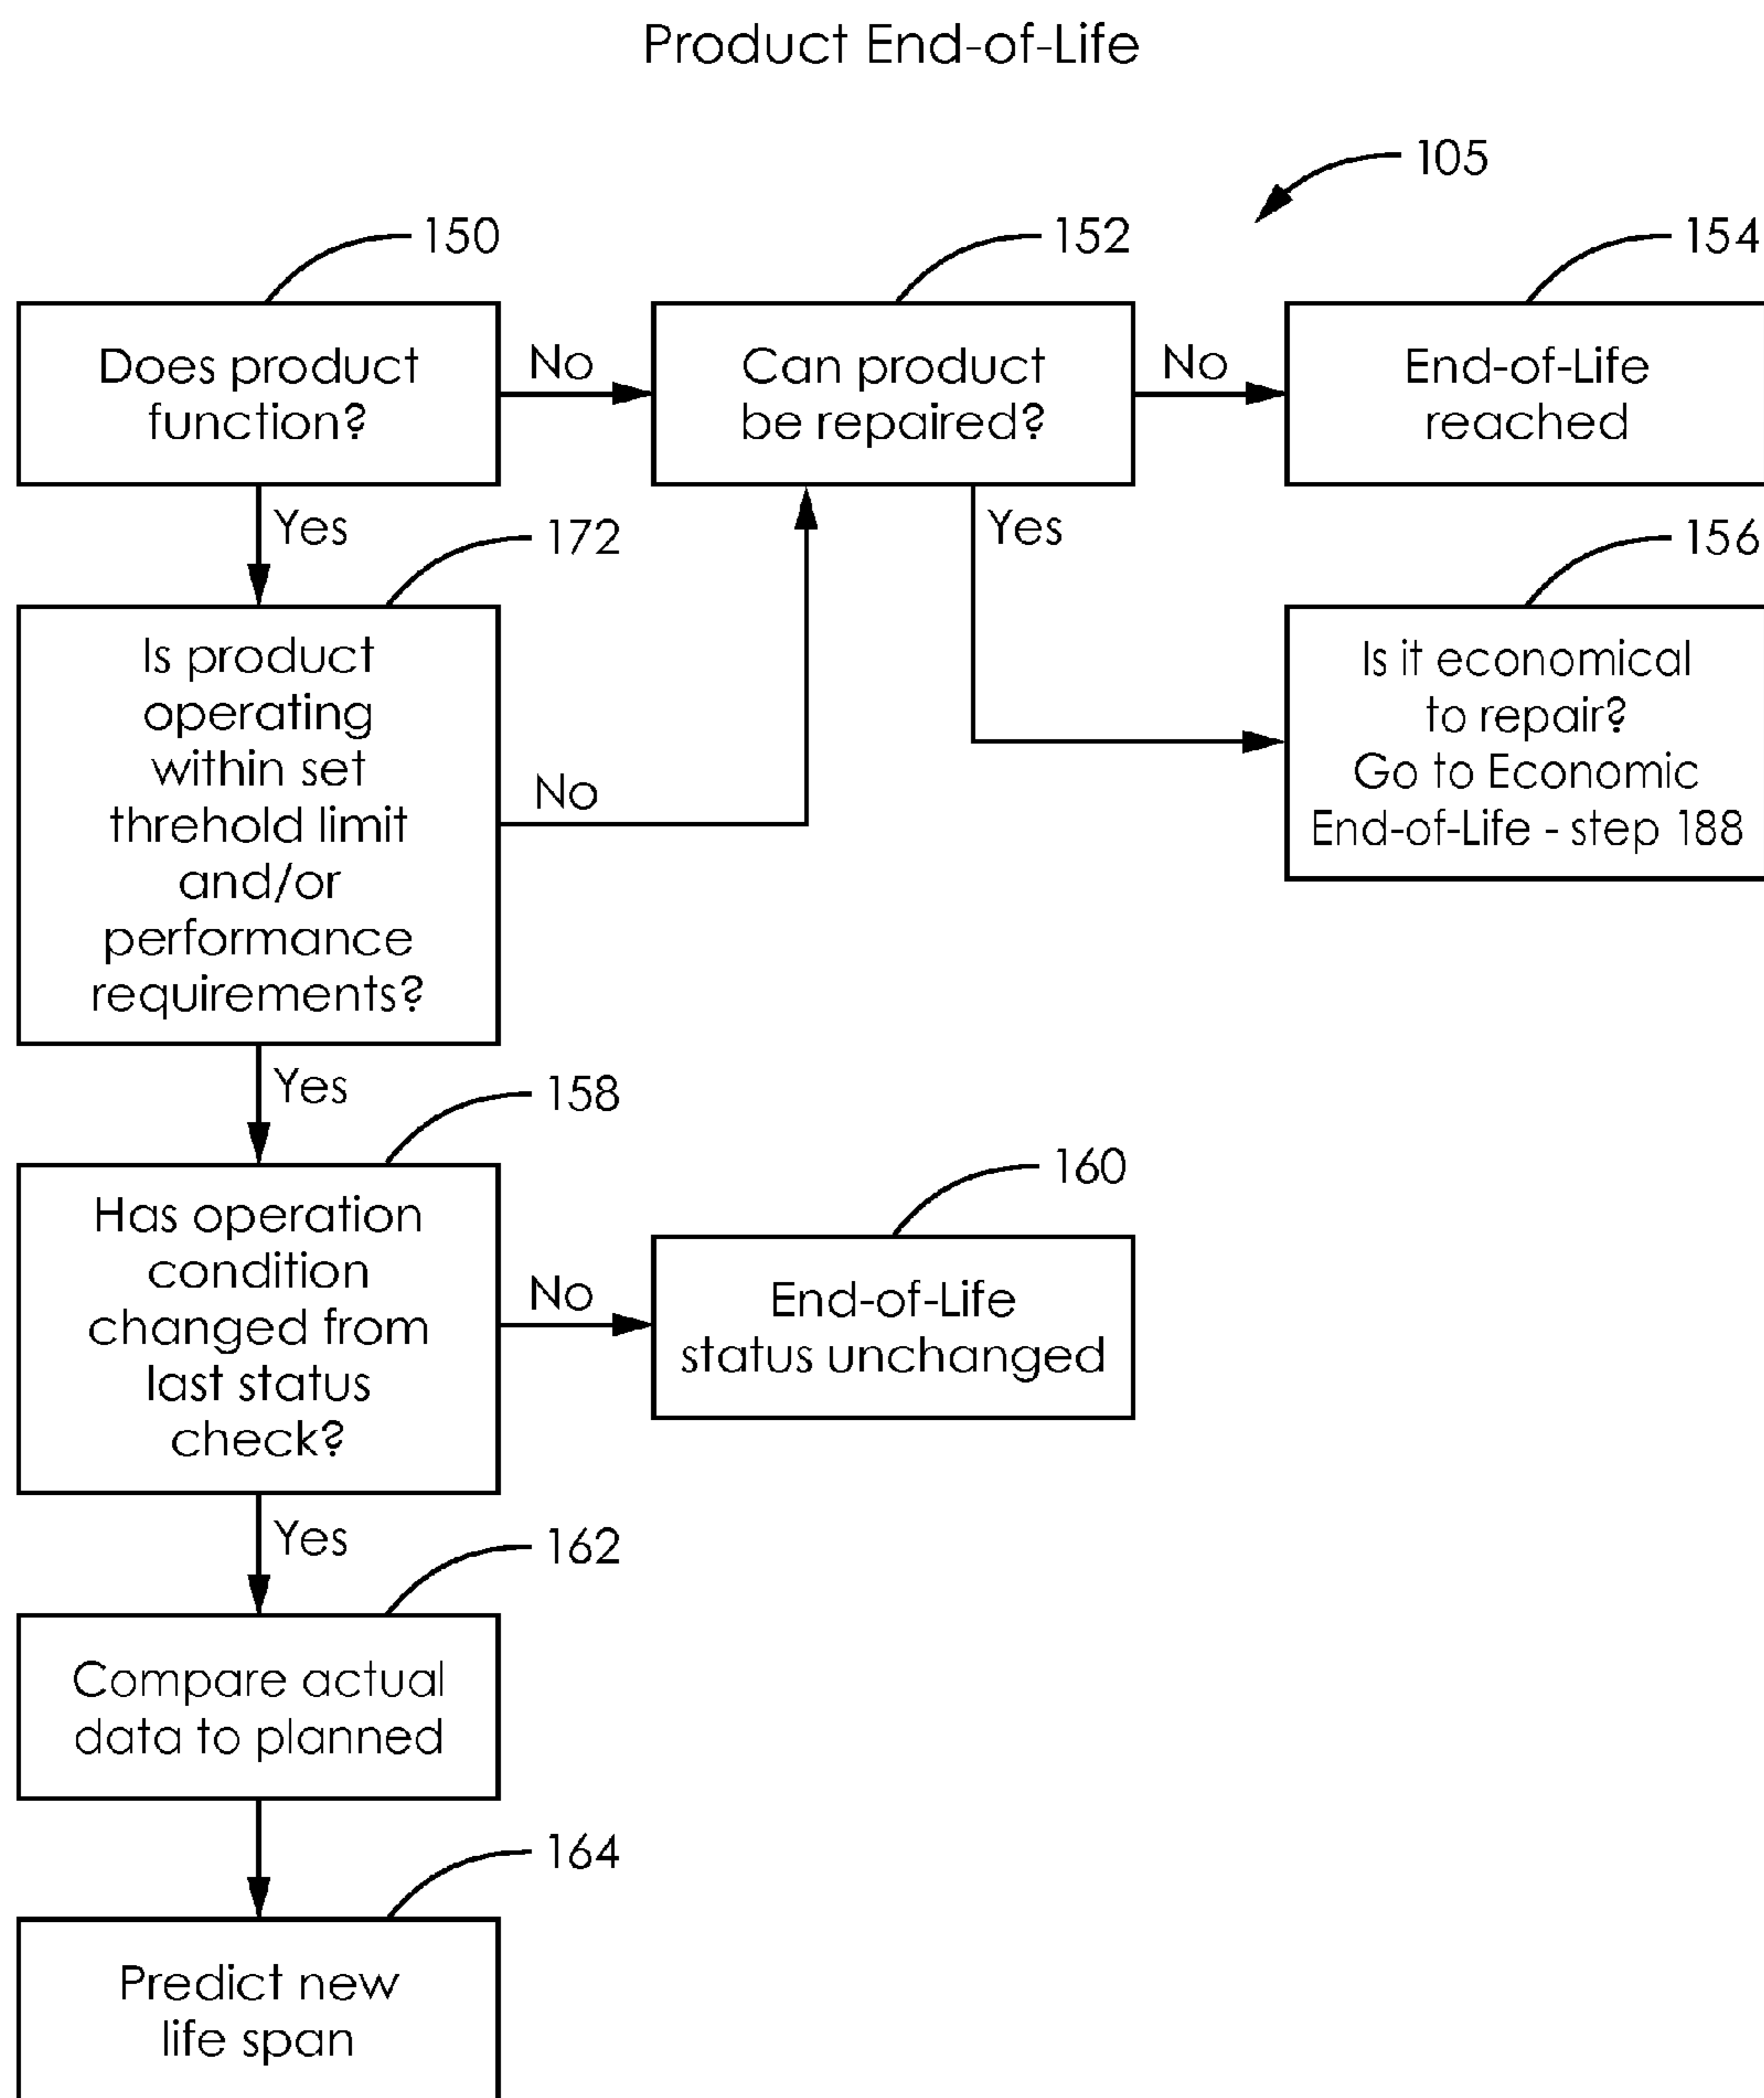 Product End-of-Life
105
150
152
154
Does product
function?
No
Can product
be repaired?
No
End-of-Life
reached
Yes
172
Yes
156
Is product
operating
within set
threhold limit
and/or
performance
requirements?
No
Is it economical
to repair?
Go to Economic
End-of-Life - step 188
Yes
158
Has operation
condition
changed from
last status
check?
No
160
End-of-Life
status unchanged
Yes
162
Compare actual
data to planned
164
Predict new
life span